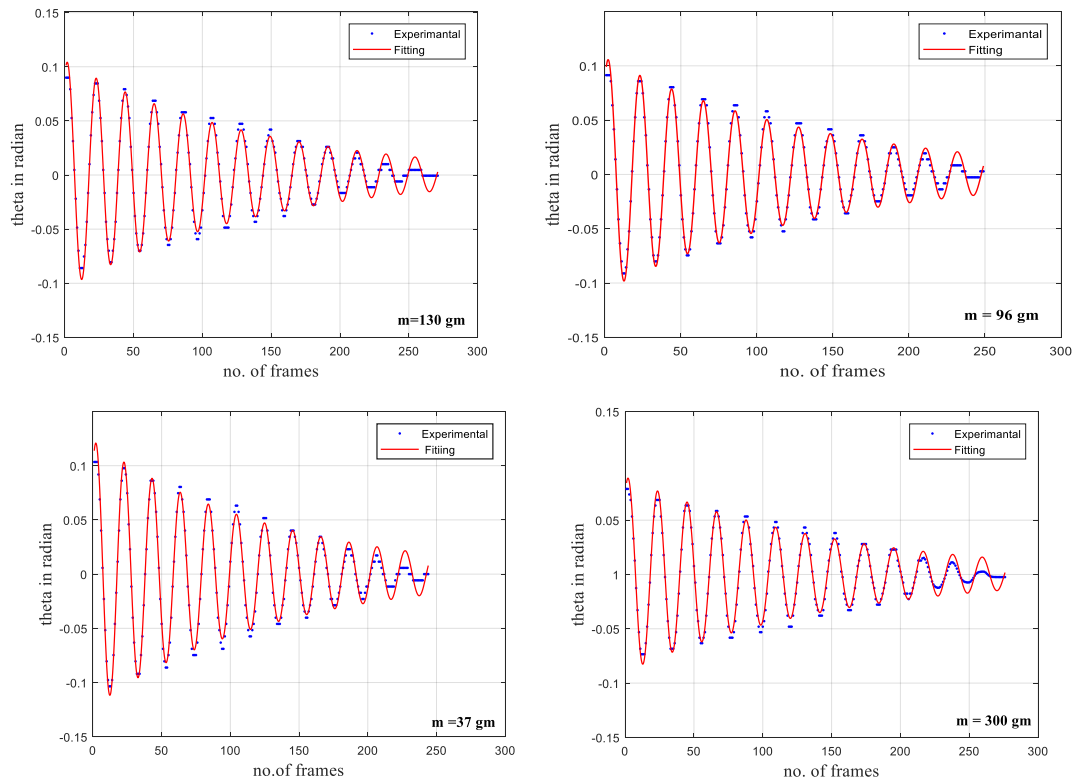 0.15
0.1
0.05
0
-0.05
-0.1
-0.15
theta in radian
0 50 100 150 200 250 300
no. of frames
Experimantal
Fitting
m=130 gm
0.1
0.05
0
-0.05
-0.1
-0.15
theta in radian
0 50 100 150 200 250 300
no. of frames
Experimantal
Fitting
m = 96 gm
0.1
0.05
0
-0.05
-0.1
-0.15
theta in radian
0 50 100 150 200 250 300
no.of frames
Experimental
Fitiing
m =37 gm
0.15
0.05
1
-0.05
-0.1
-0.15
theta in radian
0 50 100 150 200 250 300
no. of frames
Experimantal
Fitting
m = 300 gm